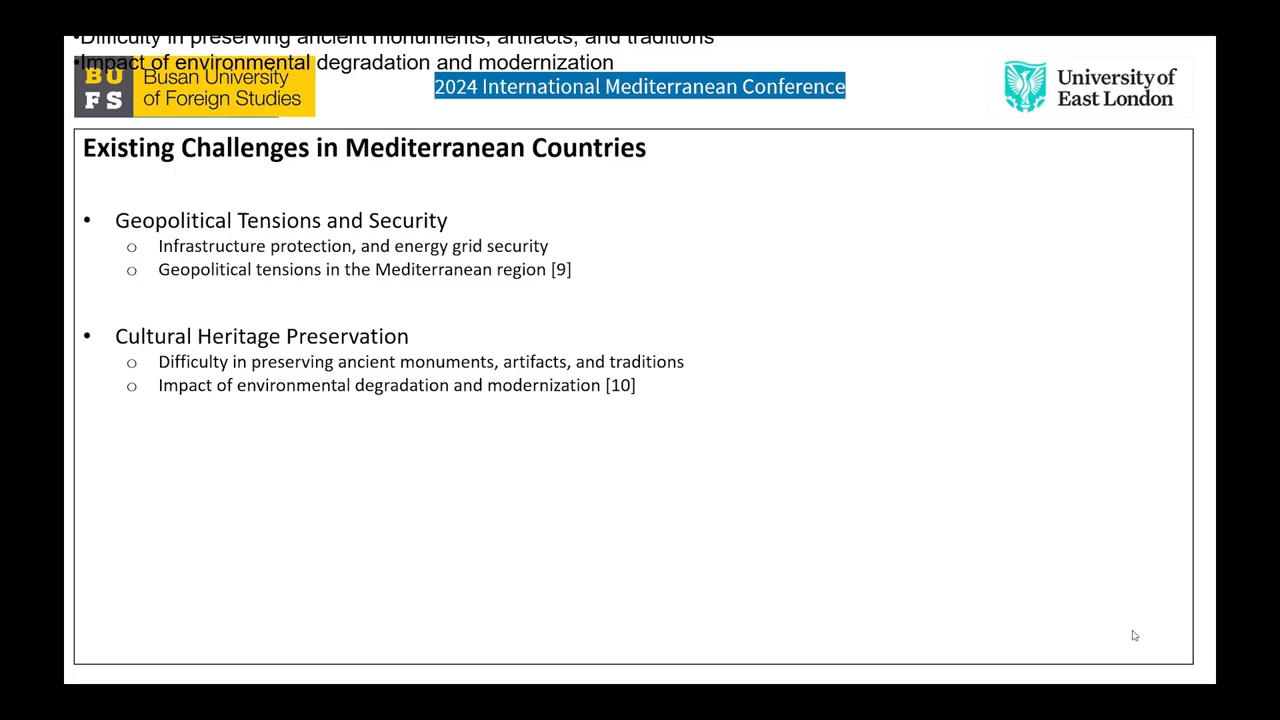 •Difficulty in preserving ancient monuments, artifacts, and traditions
•Impact of environmental degradation and modernization
BU
FS
Busan University
of Foreign Studies
2024 International Mediterranean Conference
University of
East London
Existing Challenges in Mediterranean Countries
• Geopolitical Tensions and Security
○ Infrastructure protection, and energy grid security
○ Geopolitical tensions in the Mediterranean region [9]
• Cultural Heritage Preservation
○ Difficulty in preserving ancient monuments, artifacts, and traditions
○ Impact of environmental degradation and modernization [10]